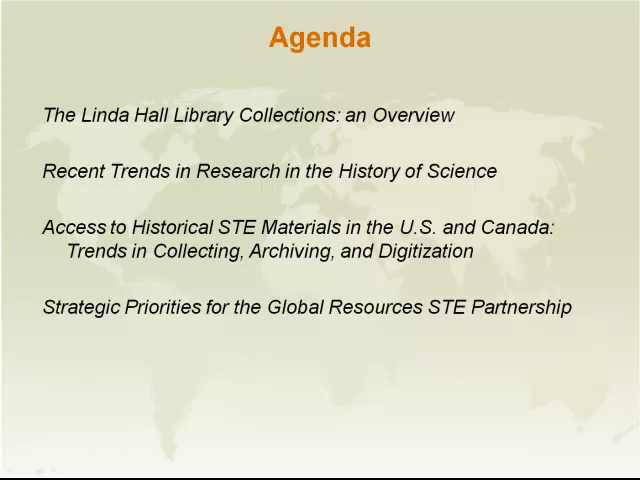 Agenda
The Linda Hall Library Collections: an Overview
Recent Trends in Research in the History of Science
Access to Historical STE Materials in the U.S. and Canada:
Trends in Collecting, Archiving, and Digitization
Strategic Priorities for the Global Resources STE Partnership